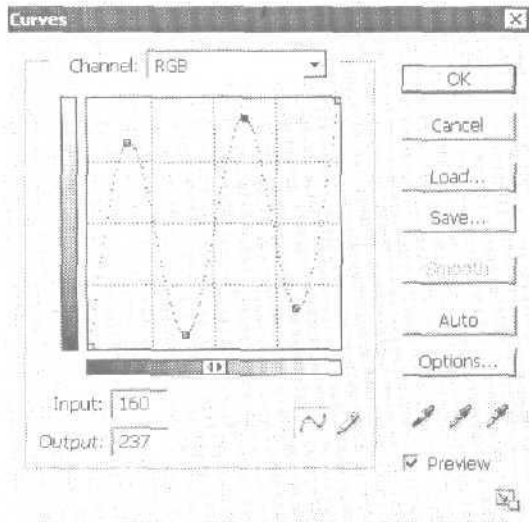 Curves
Channel: RGB
OK
Cancel
Load...
Save...
Smooth
Auto
Options...
Input: 160
Output: 237
Preview